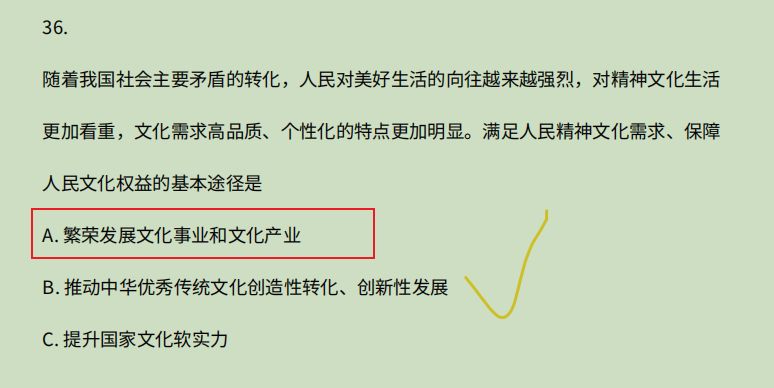 36.
随着我国社会主要矛盾的转化，人民对美好生活的向往越来越强烈，对精神文化生活
更加看重，文化需求高品质、个性化的特点更加明显。满足人民精神文化需求、保障
人民文化权益的基本途径是
A. 繁荣发展文化事业和文化产业
B. 推动中华优秀传统文化创造性转化、创新性发展
C. 提升国家文化软实力